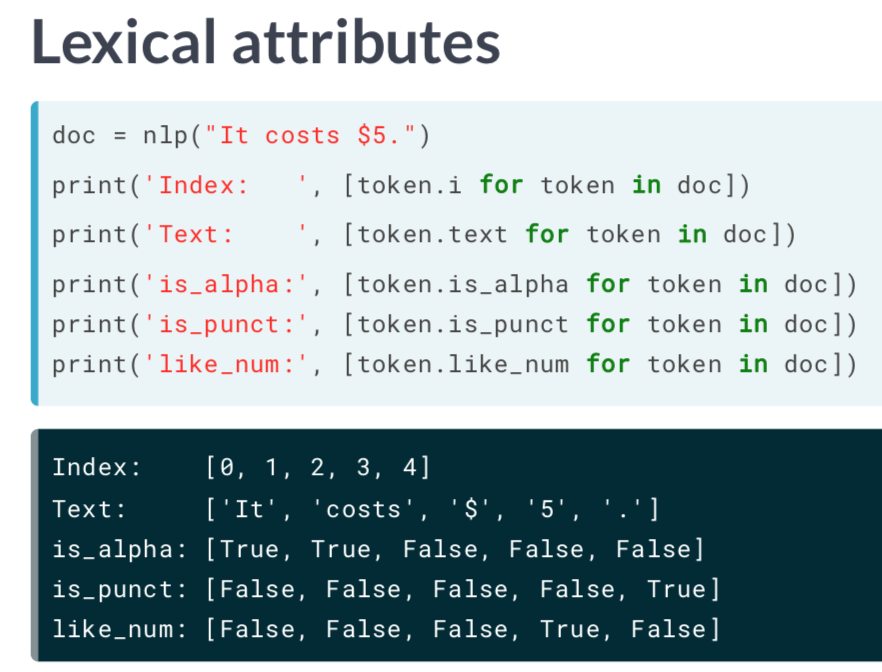 Lexical attributes
doc = nlp("It costs $5.")
print('Index:   ', [token.i for token in doc])
print('Text:    ', [token.text for token in doc])
print('is_alpha:', [token.is_alpha for token in doc])
print('is_punct:', [token.is_punct for token in doc])
print('like_num:', [token.like_num for token in doc])
Index:    [0, 1, 2, 3, 4]
Text:     ['It', 'costs', '$', '5', '.']
is_alpha: [True, True, False, False, False]
is_punct: [False, False, False, False, True]
like_num: [False, False, False, True, False]